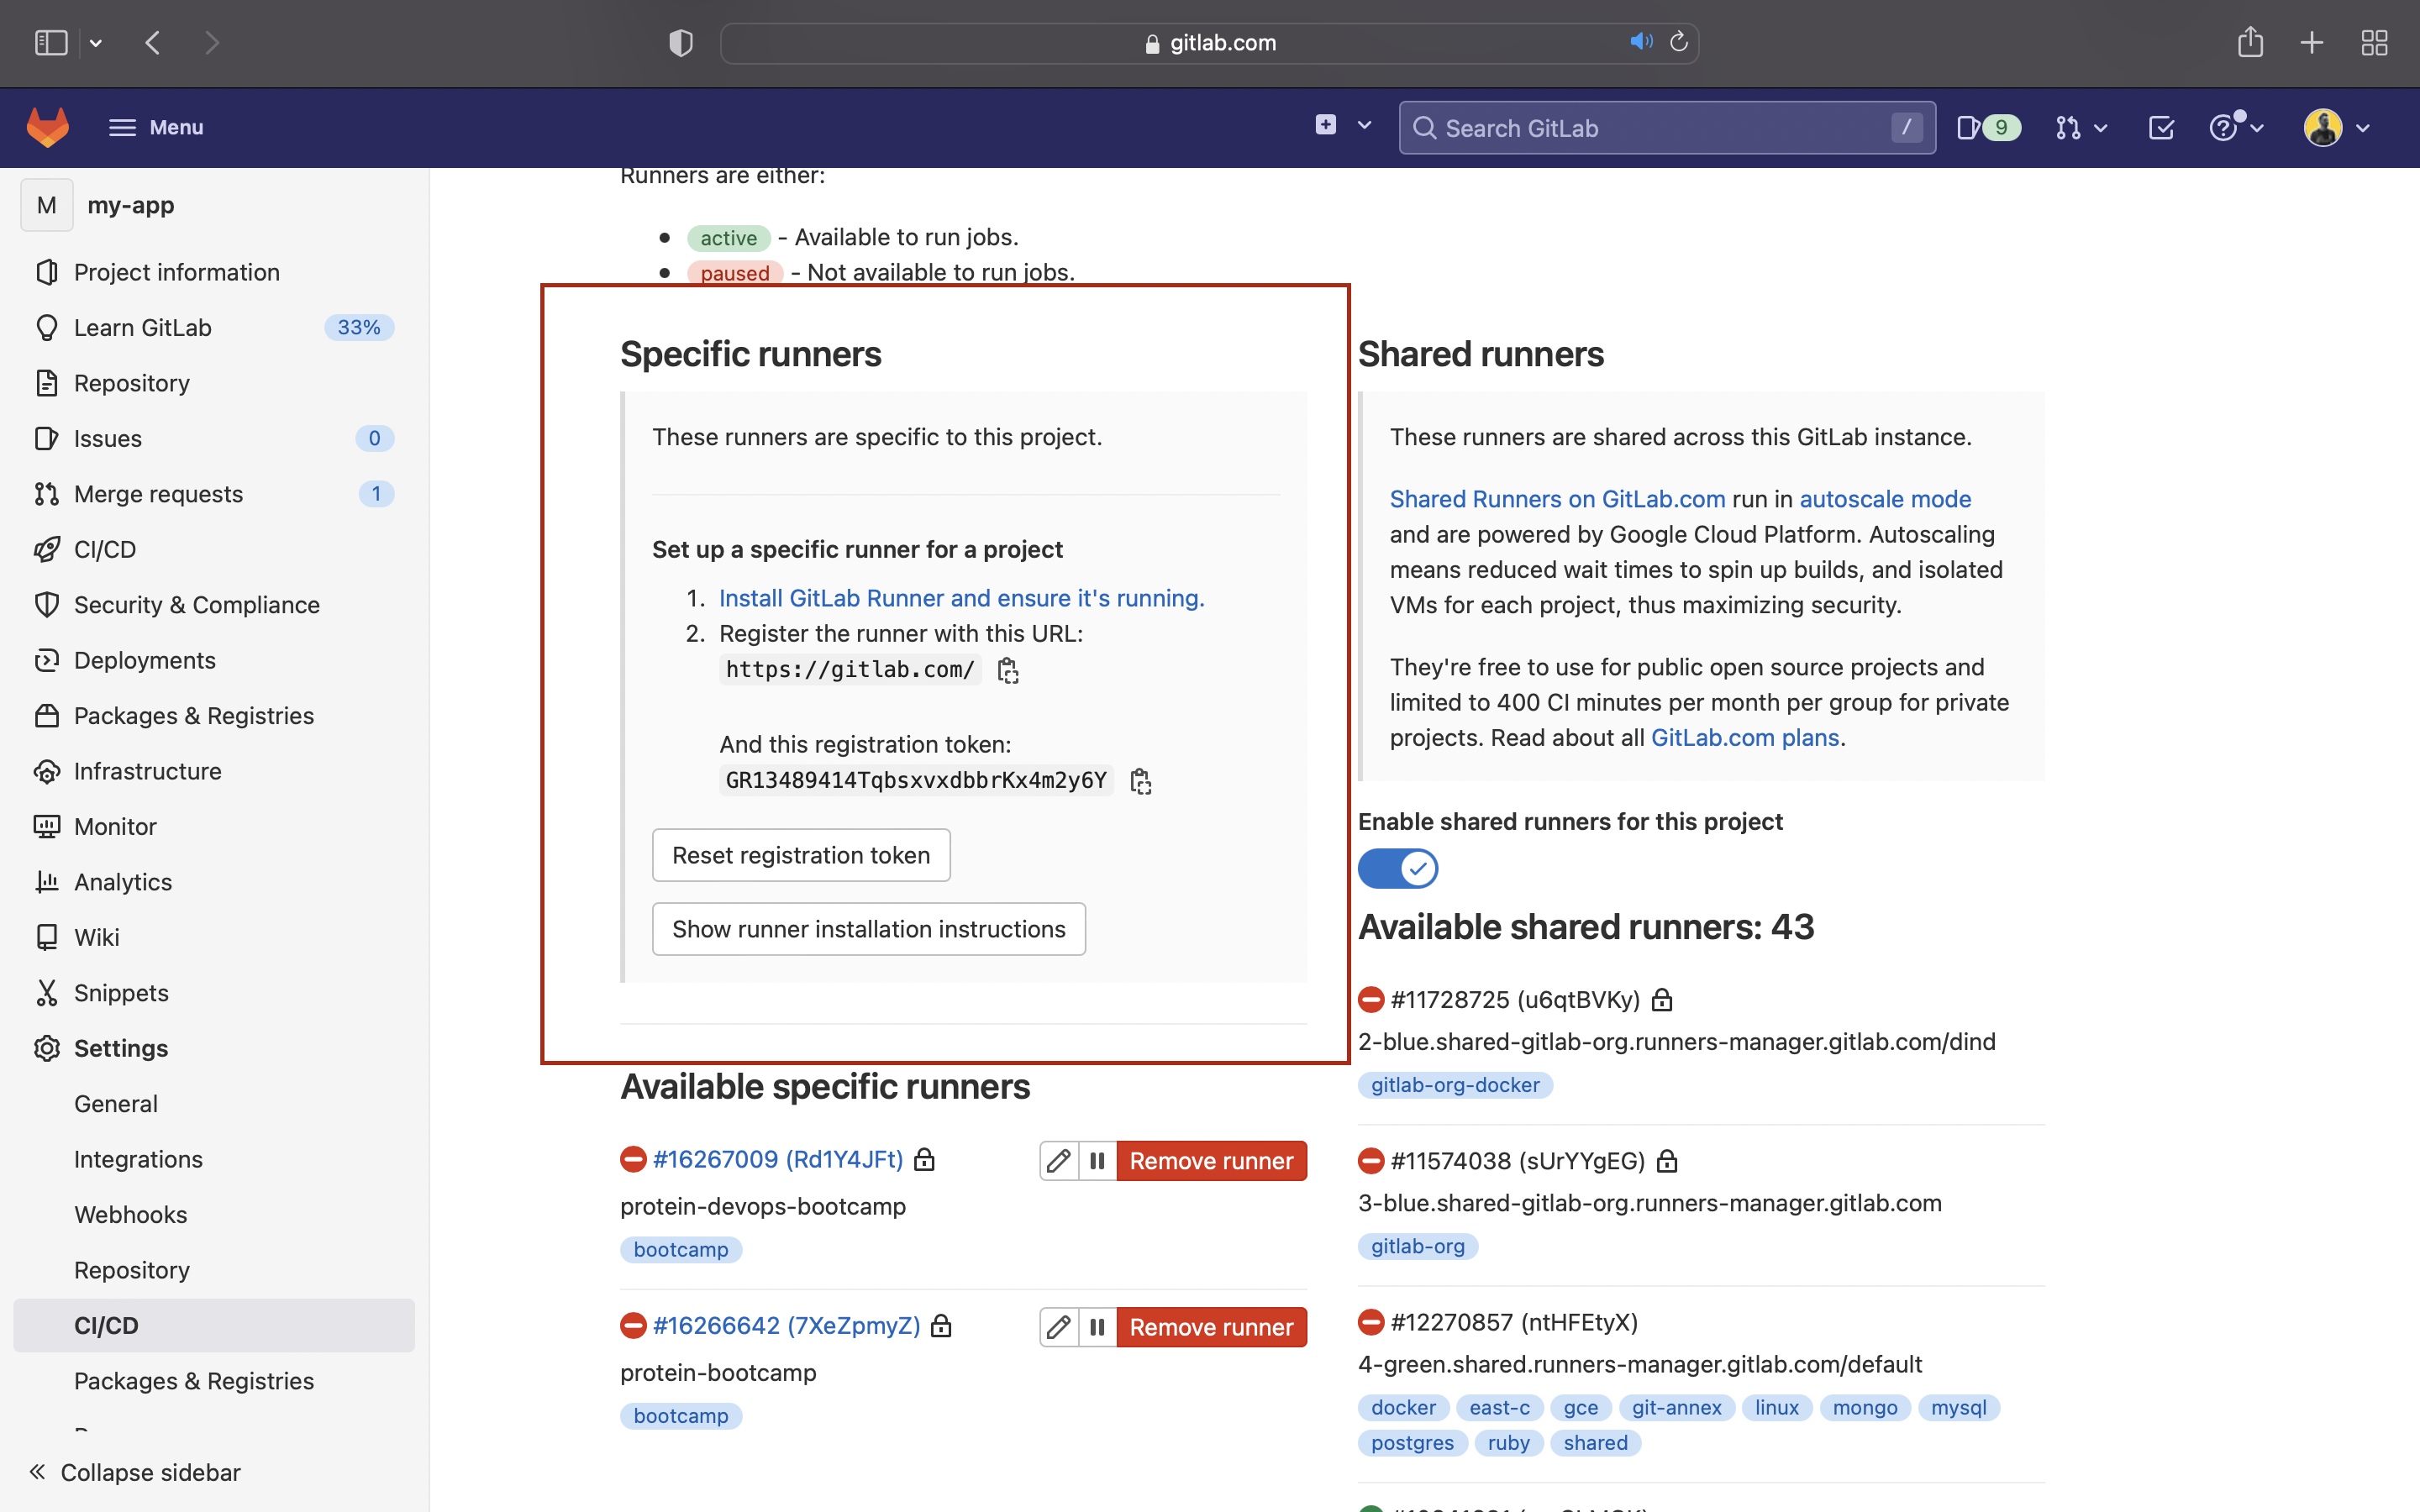 gitlab.com
Menu
Search GitLab
/
9
M
my-app
Project information
Learn GitLab
33%
Repository
Issues
0
Merge requests
1
CI/CD
Security & Compliance
Deployments
Packages & Registries
Infrastructure
Monitor
Analytics
Wiki
Snippets
Settings
General
Integrations
Webhooks
Repository
CI/CD
Packages & Registries
Collapse sidebar
Runners are either:
active - Available to run jobs.
paused - Not available to run jobs.
Specific runners
These runners are specific to this project.
Set up a specific runner for a project
1. Install GitLab Runner and ensure it's running.
2. Register the runner with this URL:
https://gitlab.com/
And this registration token:
GR13489414TqbsxvxdbbrKx4m2y6Y
Reset registration token
Show runner installation instructions
Available specific runners
#16267009 (Rd1Y4JFt)
Remove runner
protein-devops-bootcamp
bootcamp
#16266642 (7XeZpmyZ)
Remove runner
protein-bootcamp
bootcamp
Shared runners
These runners are shared across this GitLab instance.
Shared Runners on GitLab.com run in autoscale mode
and are powered by Google Cloud Platform. Autoscaling
means reduced wait times to spin up builds, and isolated
VMs for each project, thus maximizing security.
They're free to use for public open source projects and
limited to 400 CI minutes per month per group for private
projects. Read about all GitLab.com plans.
Enable shared runners for this project
Available shared runners: 43
#11728725 (u6qtBVKy)
2-blue.shared-gitlab-org.runners-manager.gitlab.com/dind
gitlab-org-docker
#11574038 (sUrYYgEG)
3-blue.shared-gitlab-org.runners-manager.gitlab.com
gitlab-org
#12270857 (ntHFEtyX)
4-green.shared.runners-manager.gitlab.com/default
docker east-c gce git-annex linux mongo mysql
postgres ruby shared